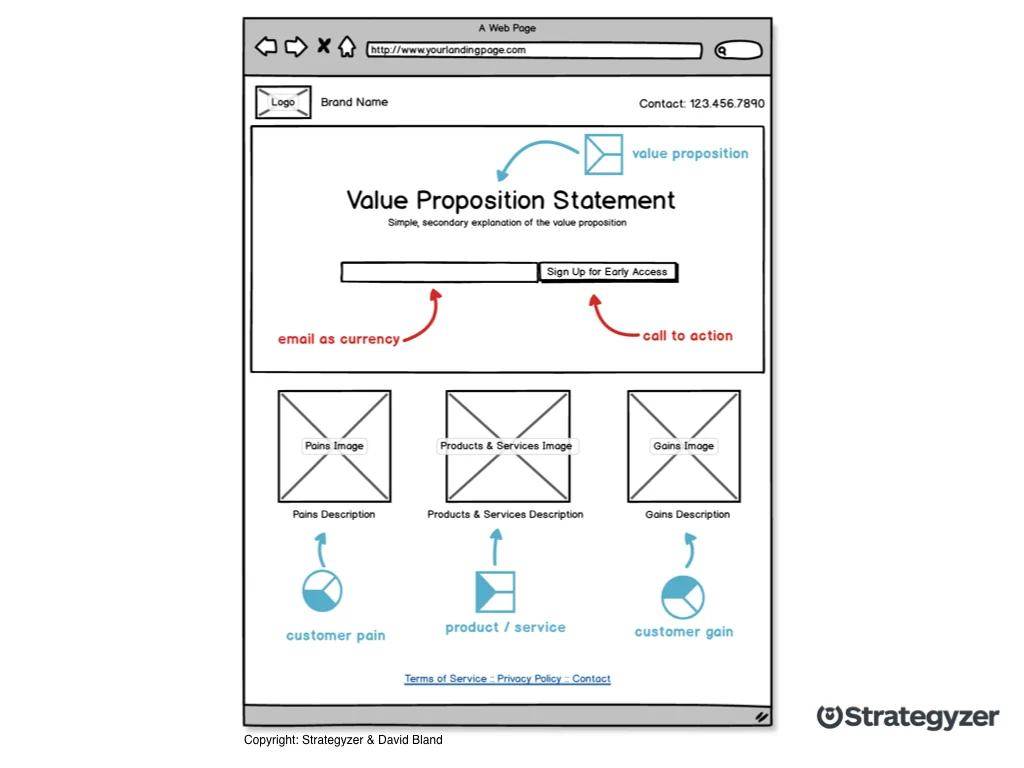 A Web Page
http://www.yourlandingpage.com
Logo
Brand Name
Contact: 123.456.7890
value proposition
Value Proposition Statement
Simple, secondary explanation of the value proposition
Sign Up for Early Access
email as currency
call to action
Pains Image
Products & Services Image
Gains Image
Pains Description
Products & Services Description
Gains Description
customer pain
product / service
customer gain
Terms of Service :: Privacy Policy :: Contact
Strategyzer
Copyright: Strategyzer & David Bland